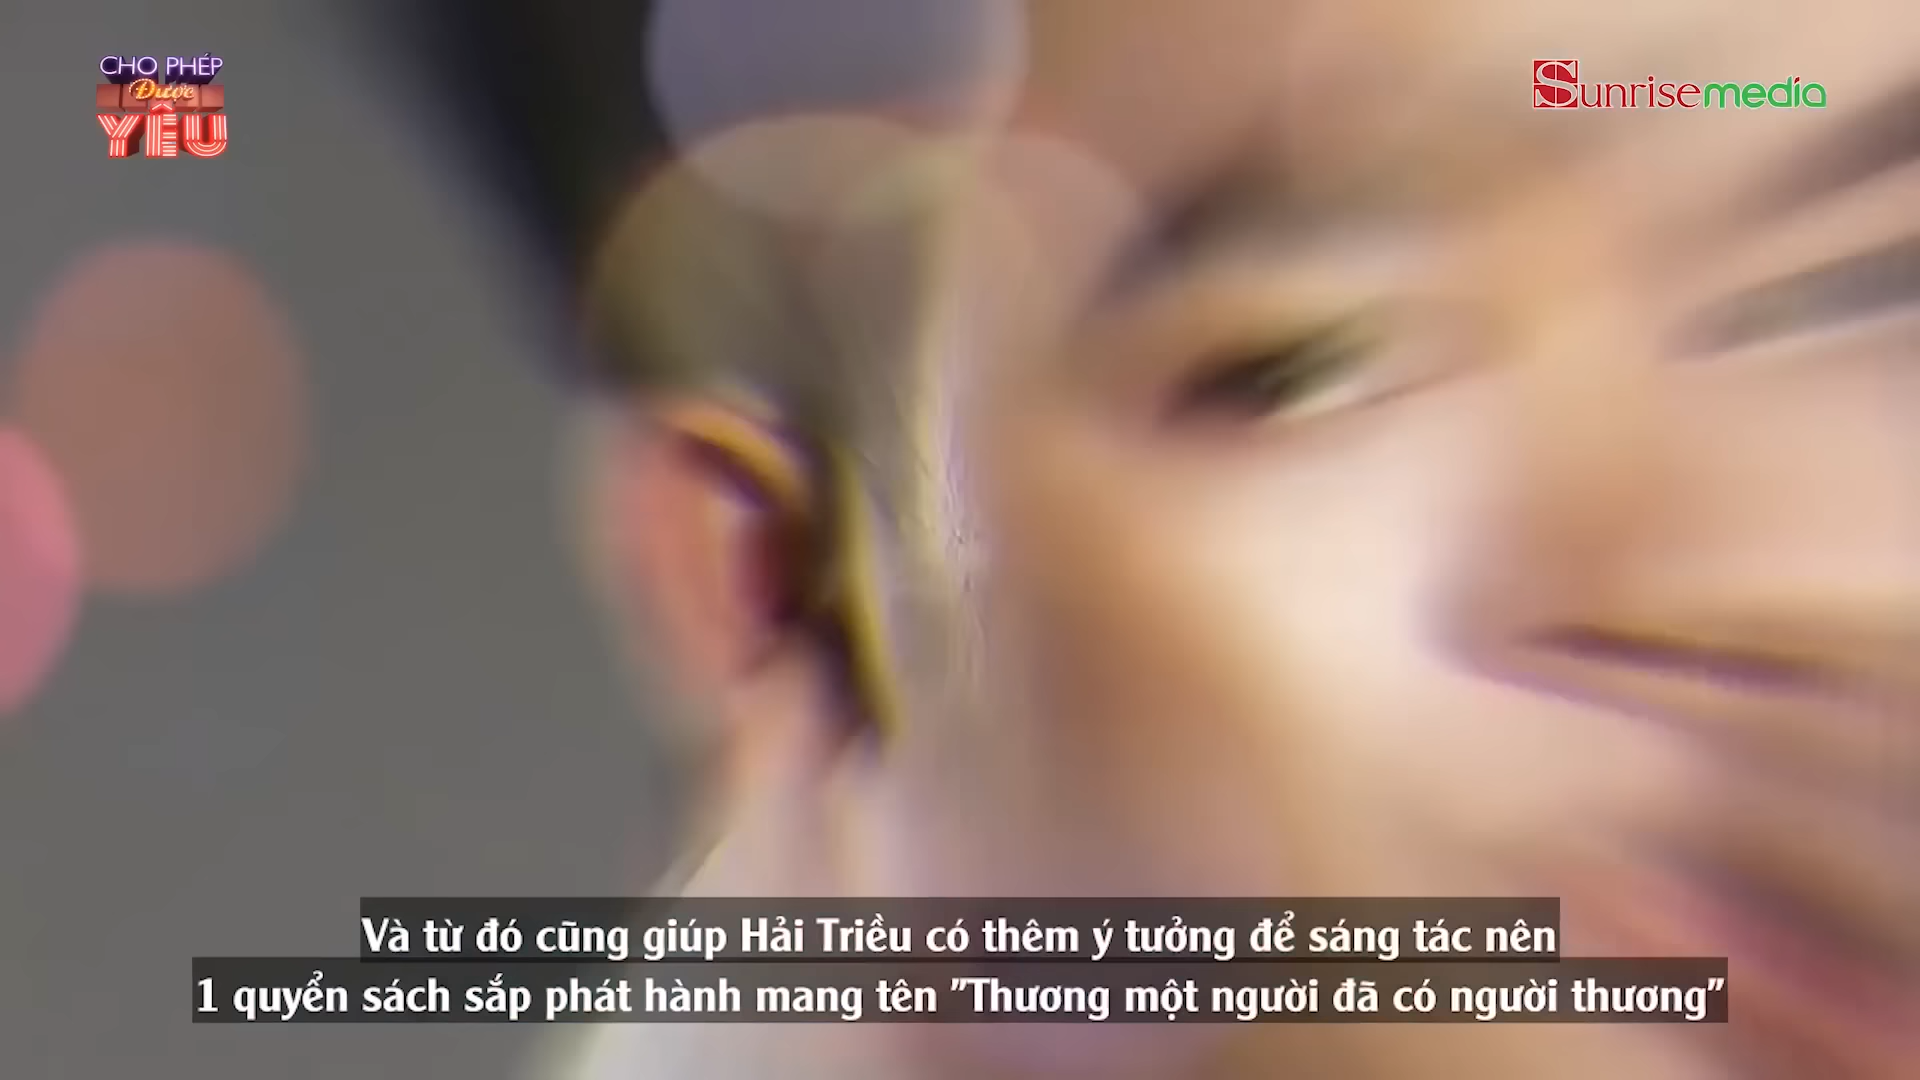 CHO PHÉP
Được
YÊU
Sunrisemedia
Và từ đó cũng giúp Hải Triều có thêm ý tưởng để sáng tác nên
1 quyển sách sắp phát hành mang tên "Thương một người đã có người thương"